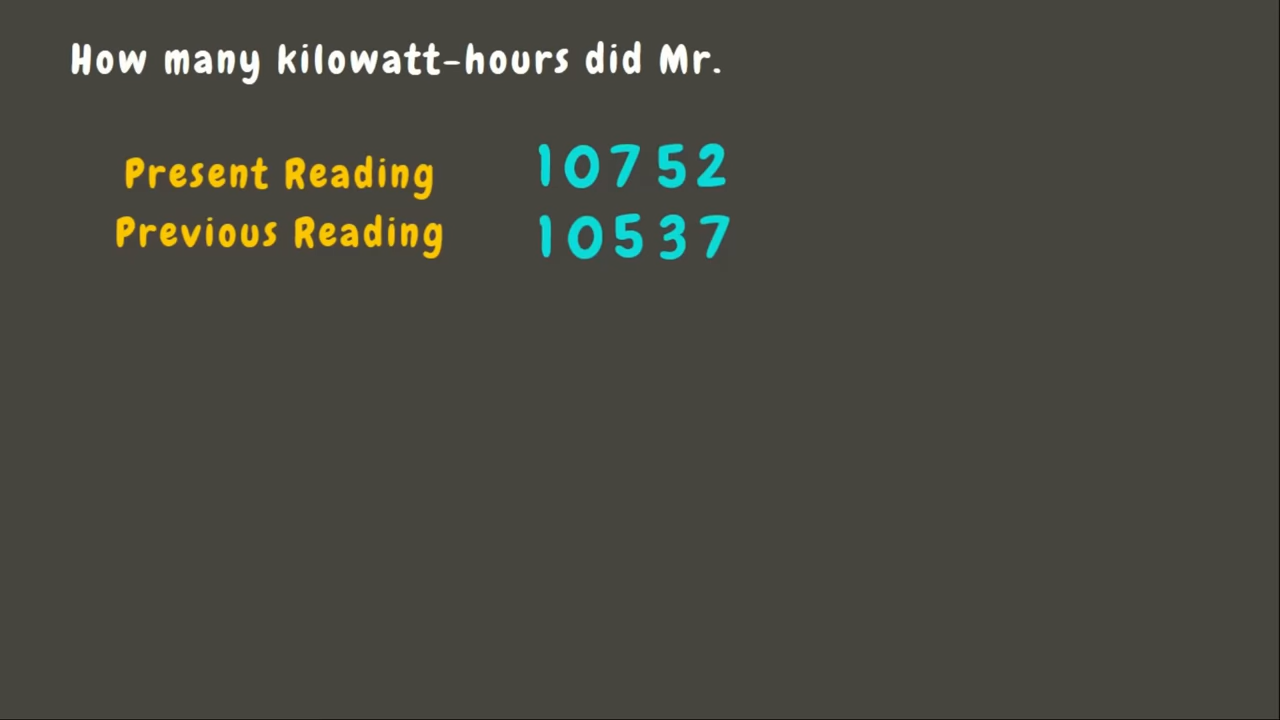 How many kilowatt-hours did Mr.
Present Reading 10752
Previous Reading 10537